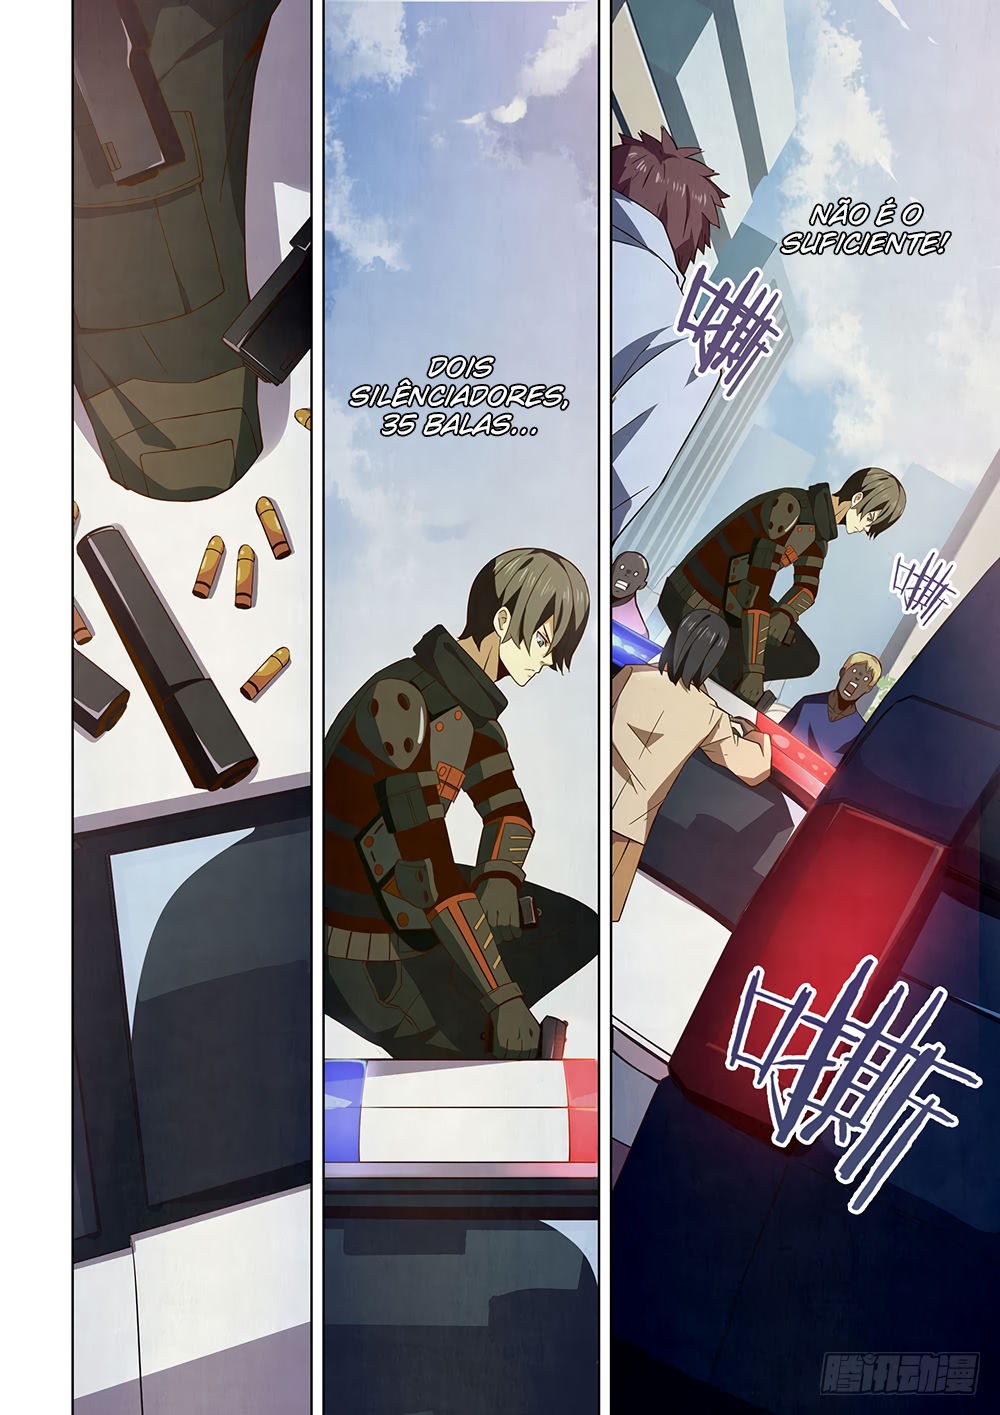 DOIS
SILÊNCIADORES,
35 BALAS...
NÃO É O
SUFICIENTE!
腾讯动漫